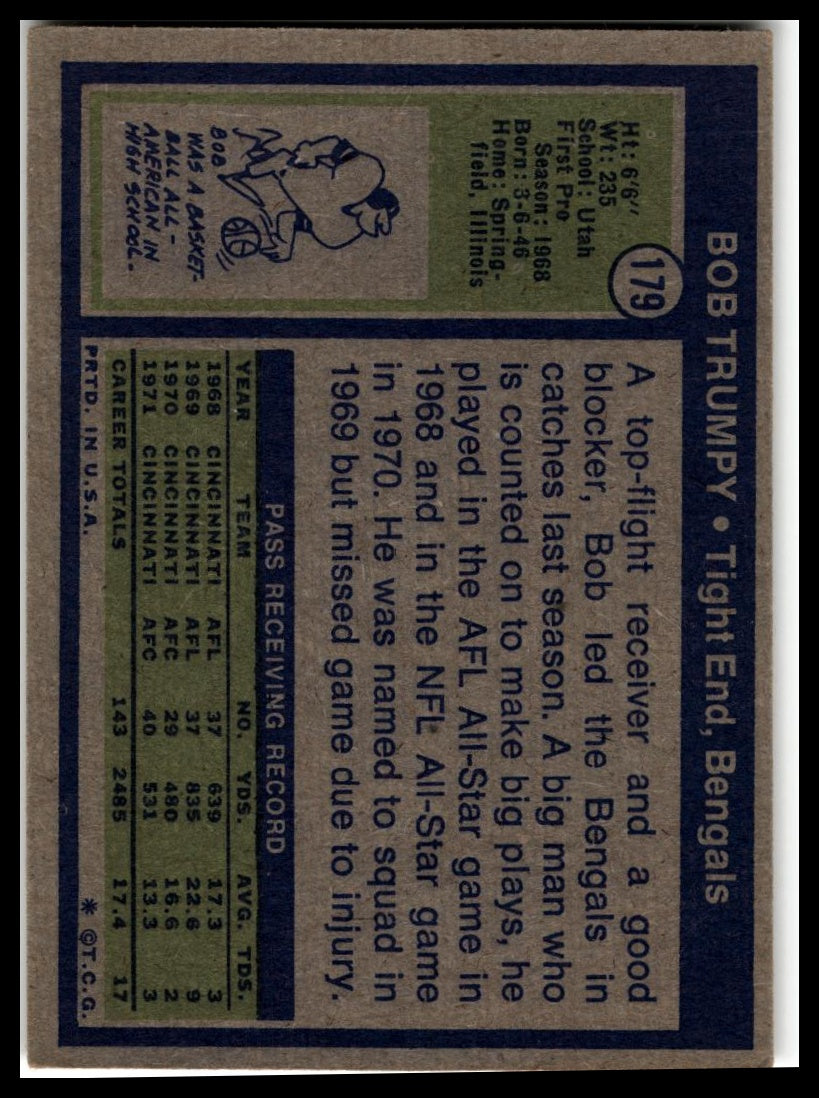 BOB TRUMPY • Tight End, Bengals
179
Ht: 6'6"
Wt: 235
School: Utah
First Pro
Season: 1968
Born: 3-6-46
Home: Spring-
field, Illinois
BOB
WAS A BASKET-
BALL ALL-
AMERICAN IN
HIGH SCHOOL.
A top-flight receiver and a good
blocker, Bob led the Bengals in
catches last season. A big man who
is counted on to make big plays, he
played in the AFL All-Star game in
1968 and in the NFL All-Star game
in 1970. He was named to squad in
1969 but missed game due to injury.
PASS RECEIVING RECORD
YEAR TEAM NO. YDS. AVG. TDS.
1968 CINCINNATI AFL 37 639 17.3 3
1969 CINCINNATI AFL 37 835 22.6 9
1970 CINCINNATI AFC 29 480 16.6 2
1971 CINCINNATI AFC 40 531 13.3 3
CAREER TOTALS 143 2485 17.4 17
PRTD. IN U.S.A. * ©T.C.G.